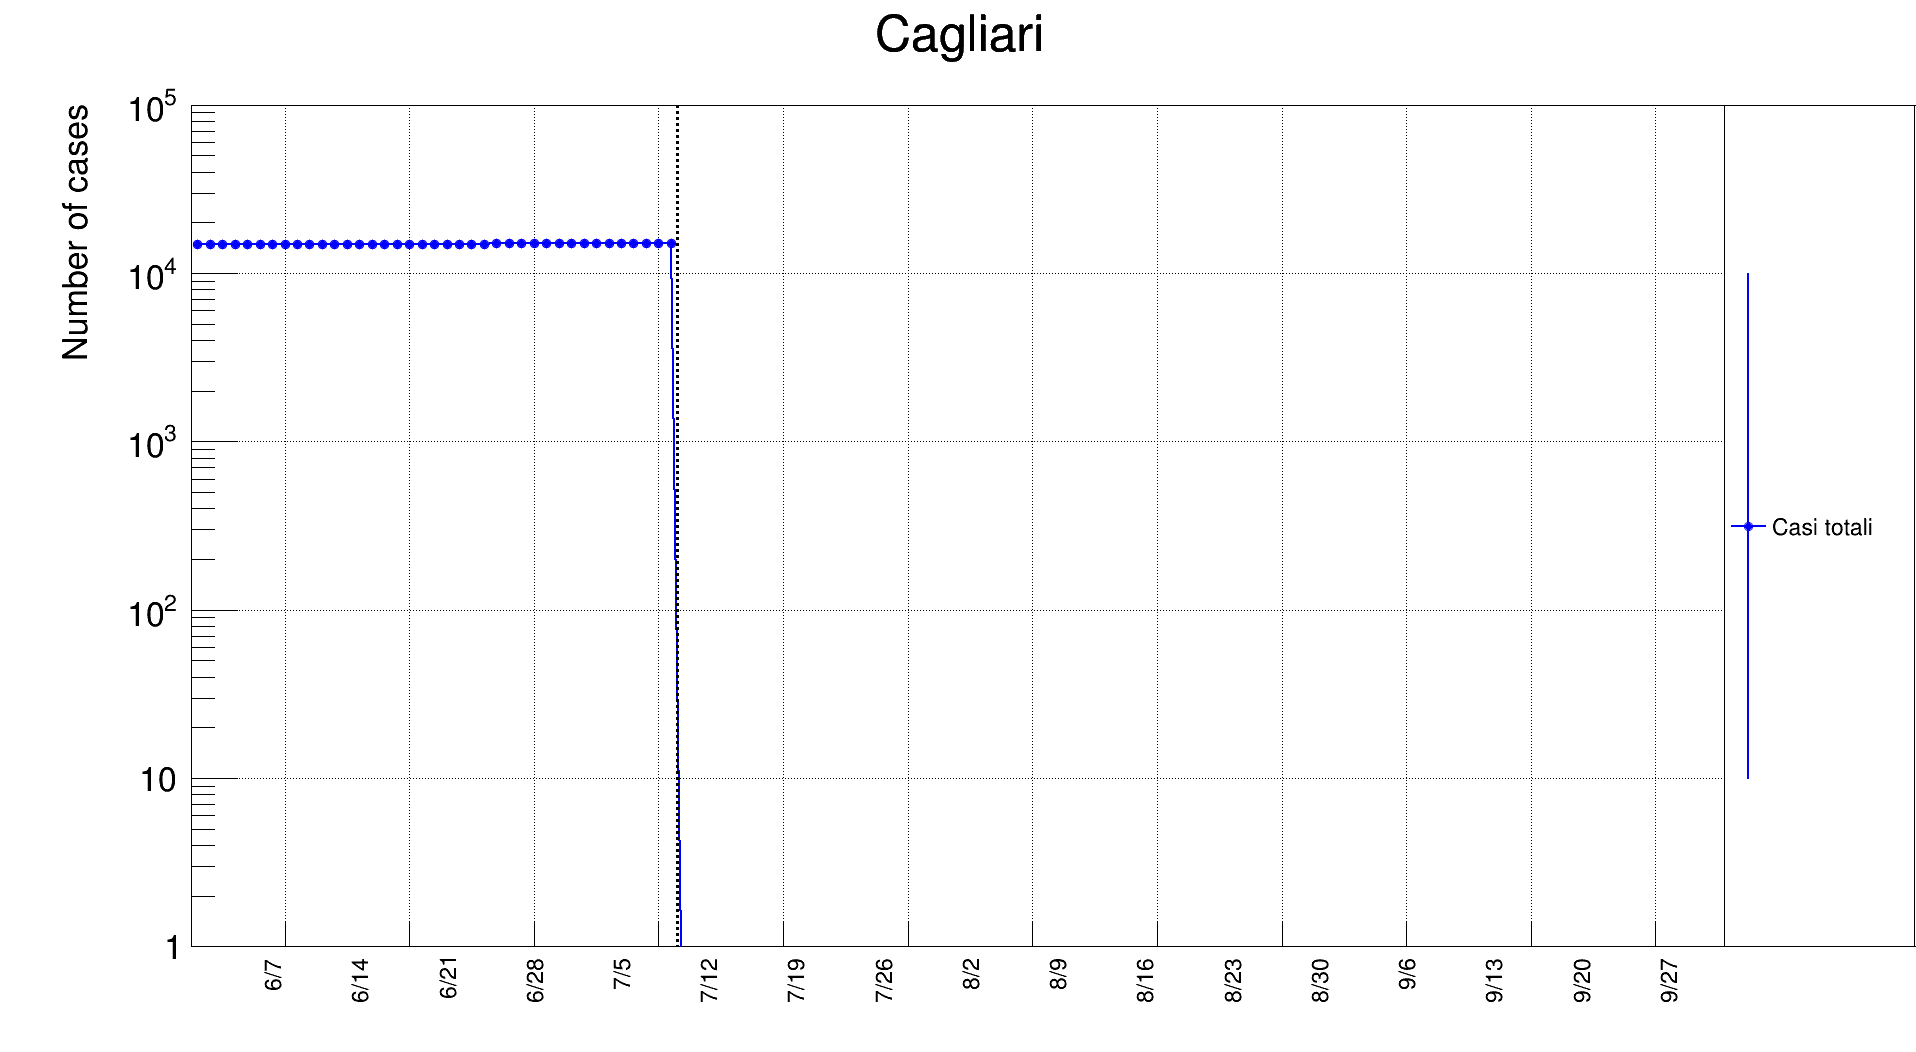 Cagliari
Number of cases
10^5
10^4
10^3
10^2
10
1
6/7 6/14 6/21 6/28 7/5 7/12 7/19 7/26 8/2 8/9 8/16 8/23 8/30 9/6 9/13 9/20 9/27
Casi totali